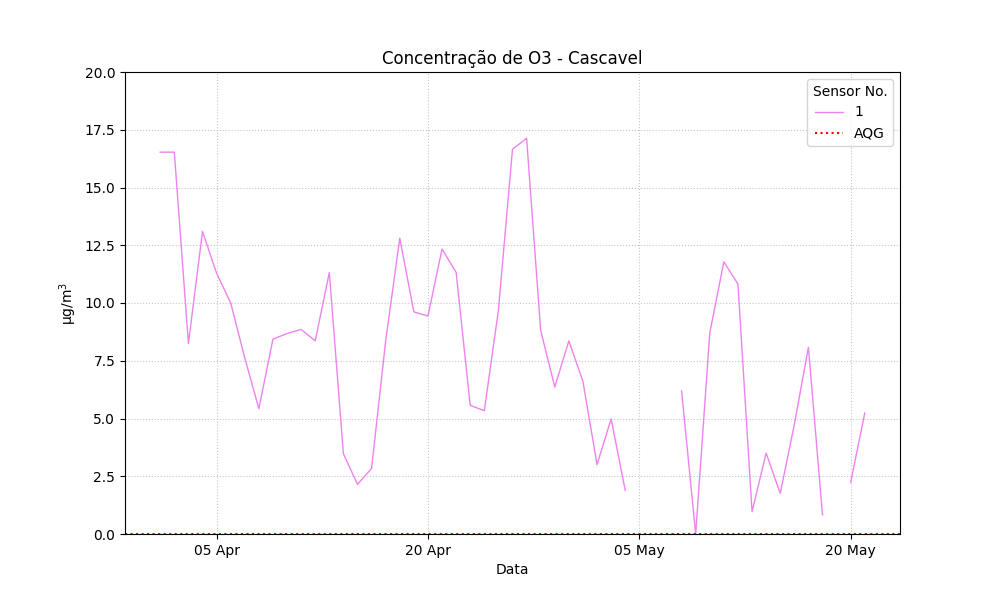 Concentração de O3 - Cascavel
Sensor No.
1
AQG
20.0
17.5
15.0
12.5
10.0
7.5
5.0
2.5
0.0
µg/m³
05 Apr
20 Apr
05 May
20 May
Data